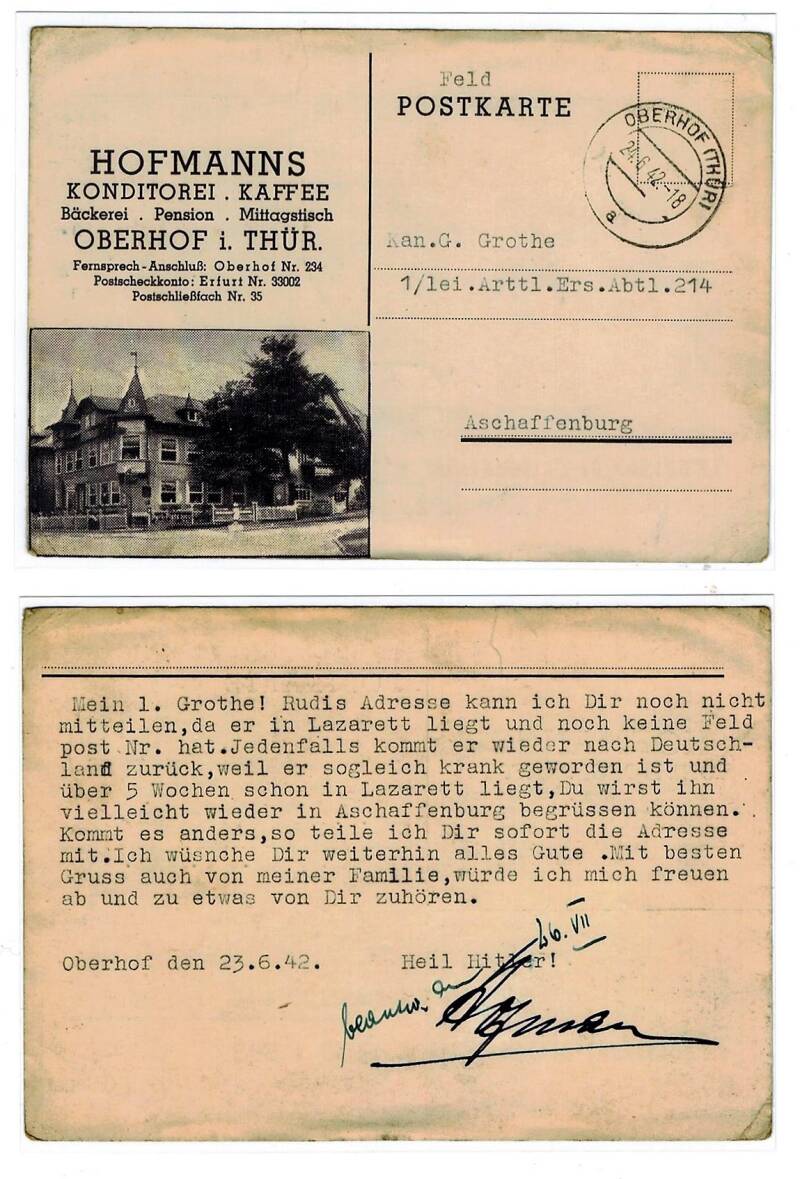 HOFMANNS
KONDITOREI . KAFFEE
Bäckerei . Pension . Mittagstisch
OBERHOF i. THÜR.
Fernsprech-Anschluß: Oberhof Nr. 234
Postscheckkonto: Erfurt Nr. 33002
Postschließfach Nr. 35
Feld
POSTKARTE
OBERHOF (THÜR)
24.6.42.-18
a
Kan.G. Grothe
1/lei.Arttl.Ers.Abtl.214
Aschaffenburg
Mein l. Grothe! Rudis Adresse kann ich Dir noch nicht
mitteilen,da er in Lazarett liegt und noch keine Feld
post Nr. hat.Jedenfalls kommt er wieder nach Deutsch-
land zurück,weil er sogleich krank geworden ist und
über 5 Wochen schon in Lazarett liegt,Du wirst ihn
vielleicht wieder in Aschaffenburg begrüssen können.
Kommt es anders,so teile ich Dir sofort die Adresse
mit.Ich wüsnche Dir weiterhin alles Gute .Mit besten
Gruss auch von meiner Familie,würde ich mich freuen
ab und zu etwas von Dir zuhören.
Oberhof den 23.6.42. Heil Hitler!
26.VII